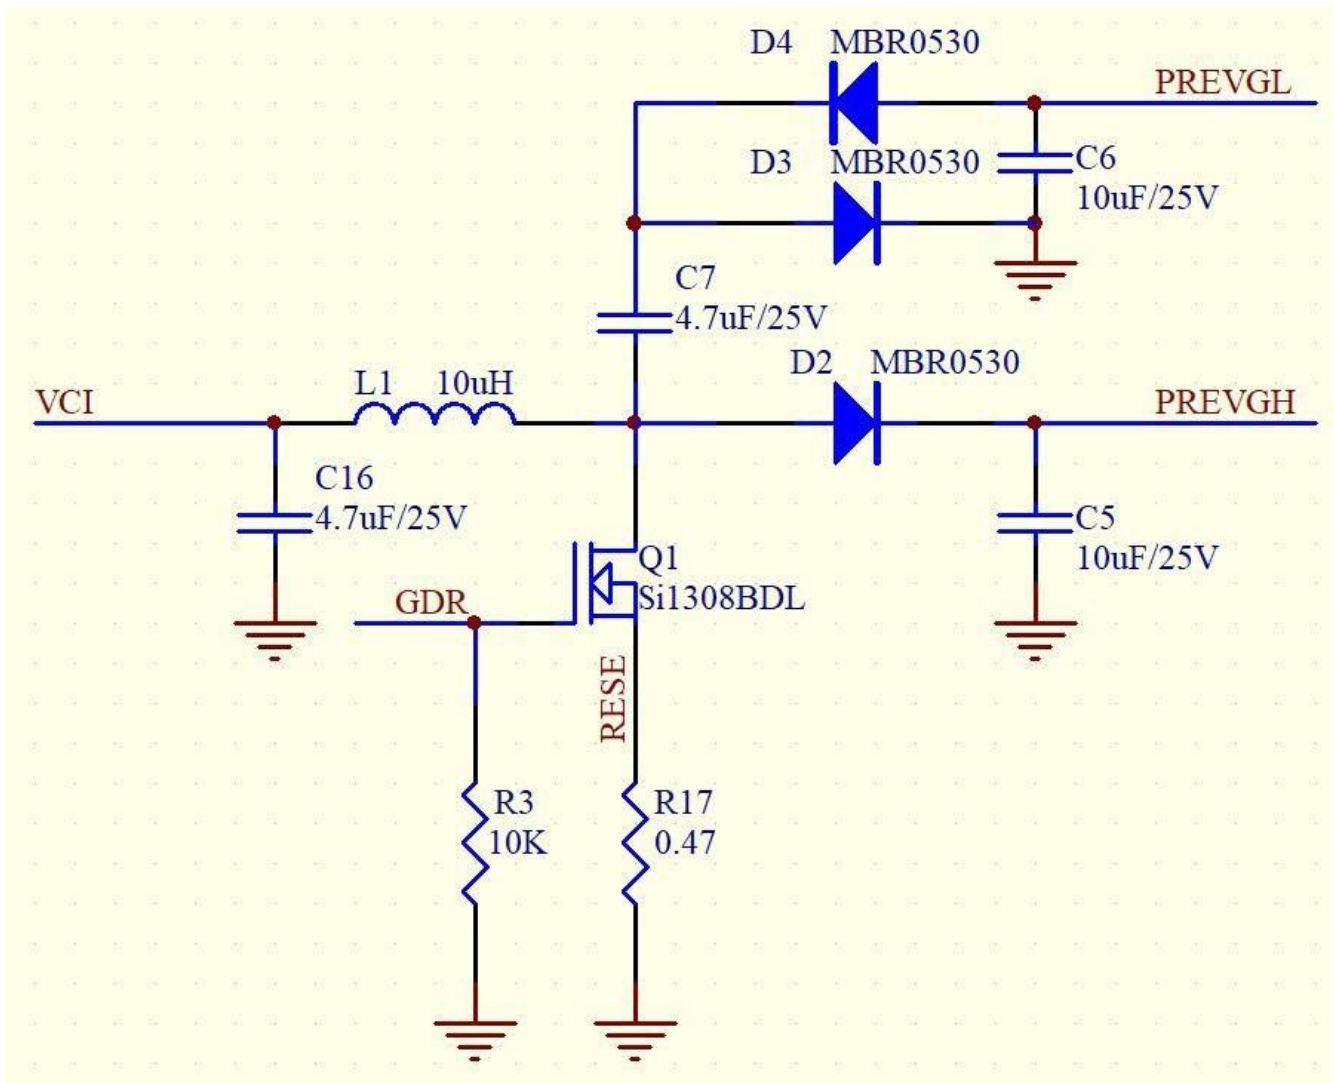 D4 MBR0530
PREVGL
D3 MBR0530
C6
10uF/25V
C7
4.7uF/25V
D2 MBR0530
L1 10uH
VCI
PREVGH
C16
4.7uF/25V
C5
10uF/25V
Q1
Si1308BDL
GDR
RESE
R3
10K
R17
0.47